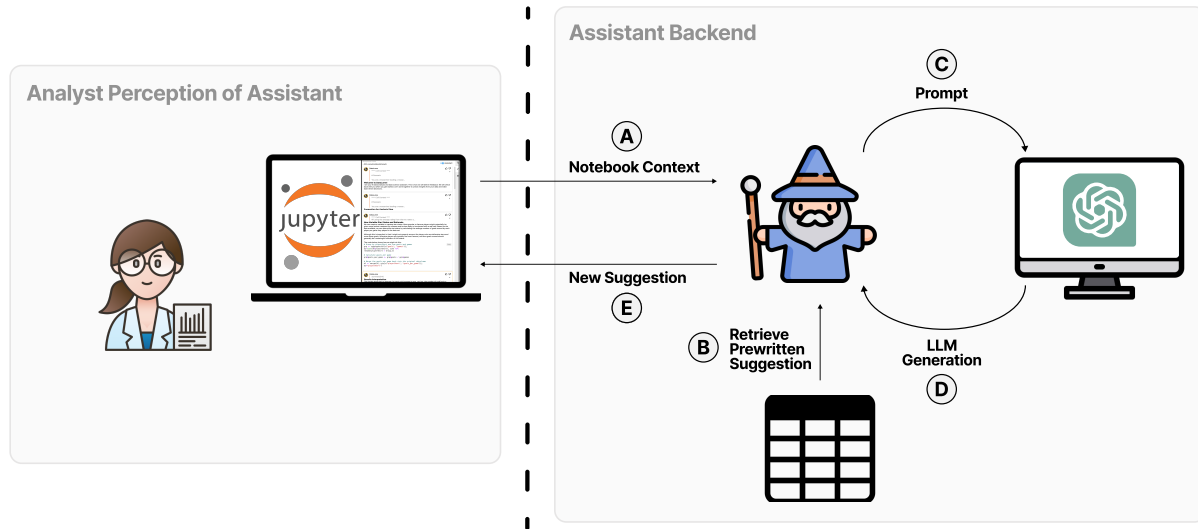 Assistant Backend
Analyst Perception of Assistant
C
Prompt
A
Notebook Context
jupyter
New Suggestion
E
B
Retrieve
Prewritten
Suggestion
LLM
Generation
D